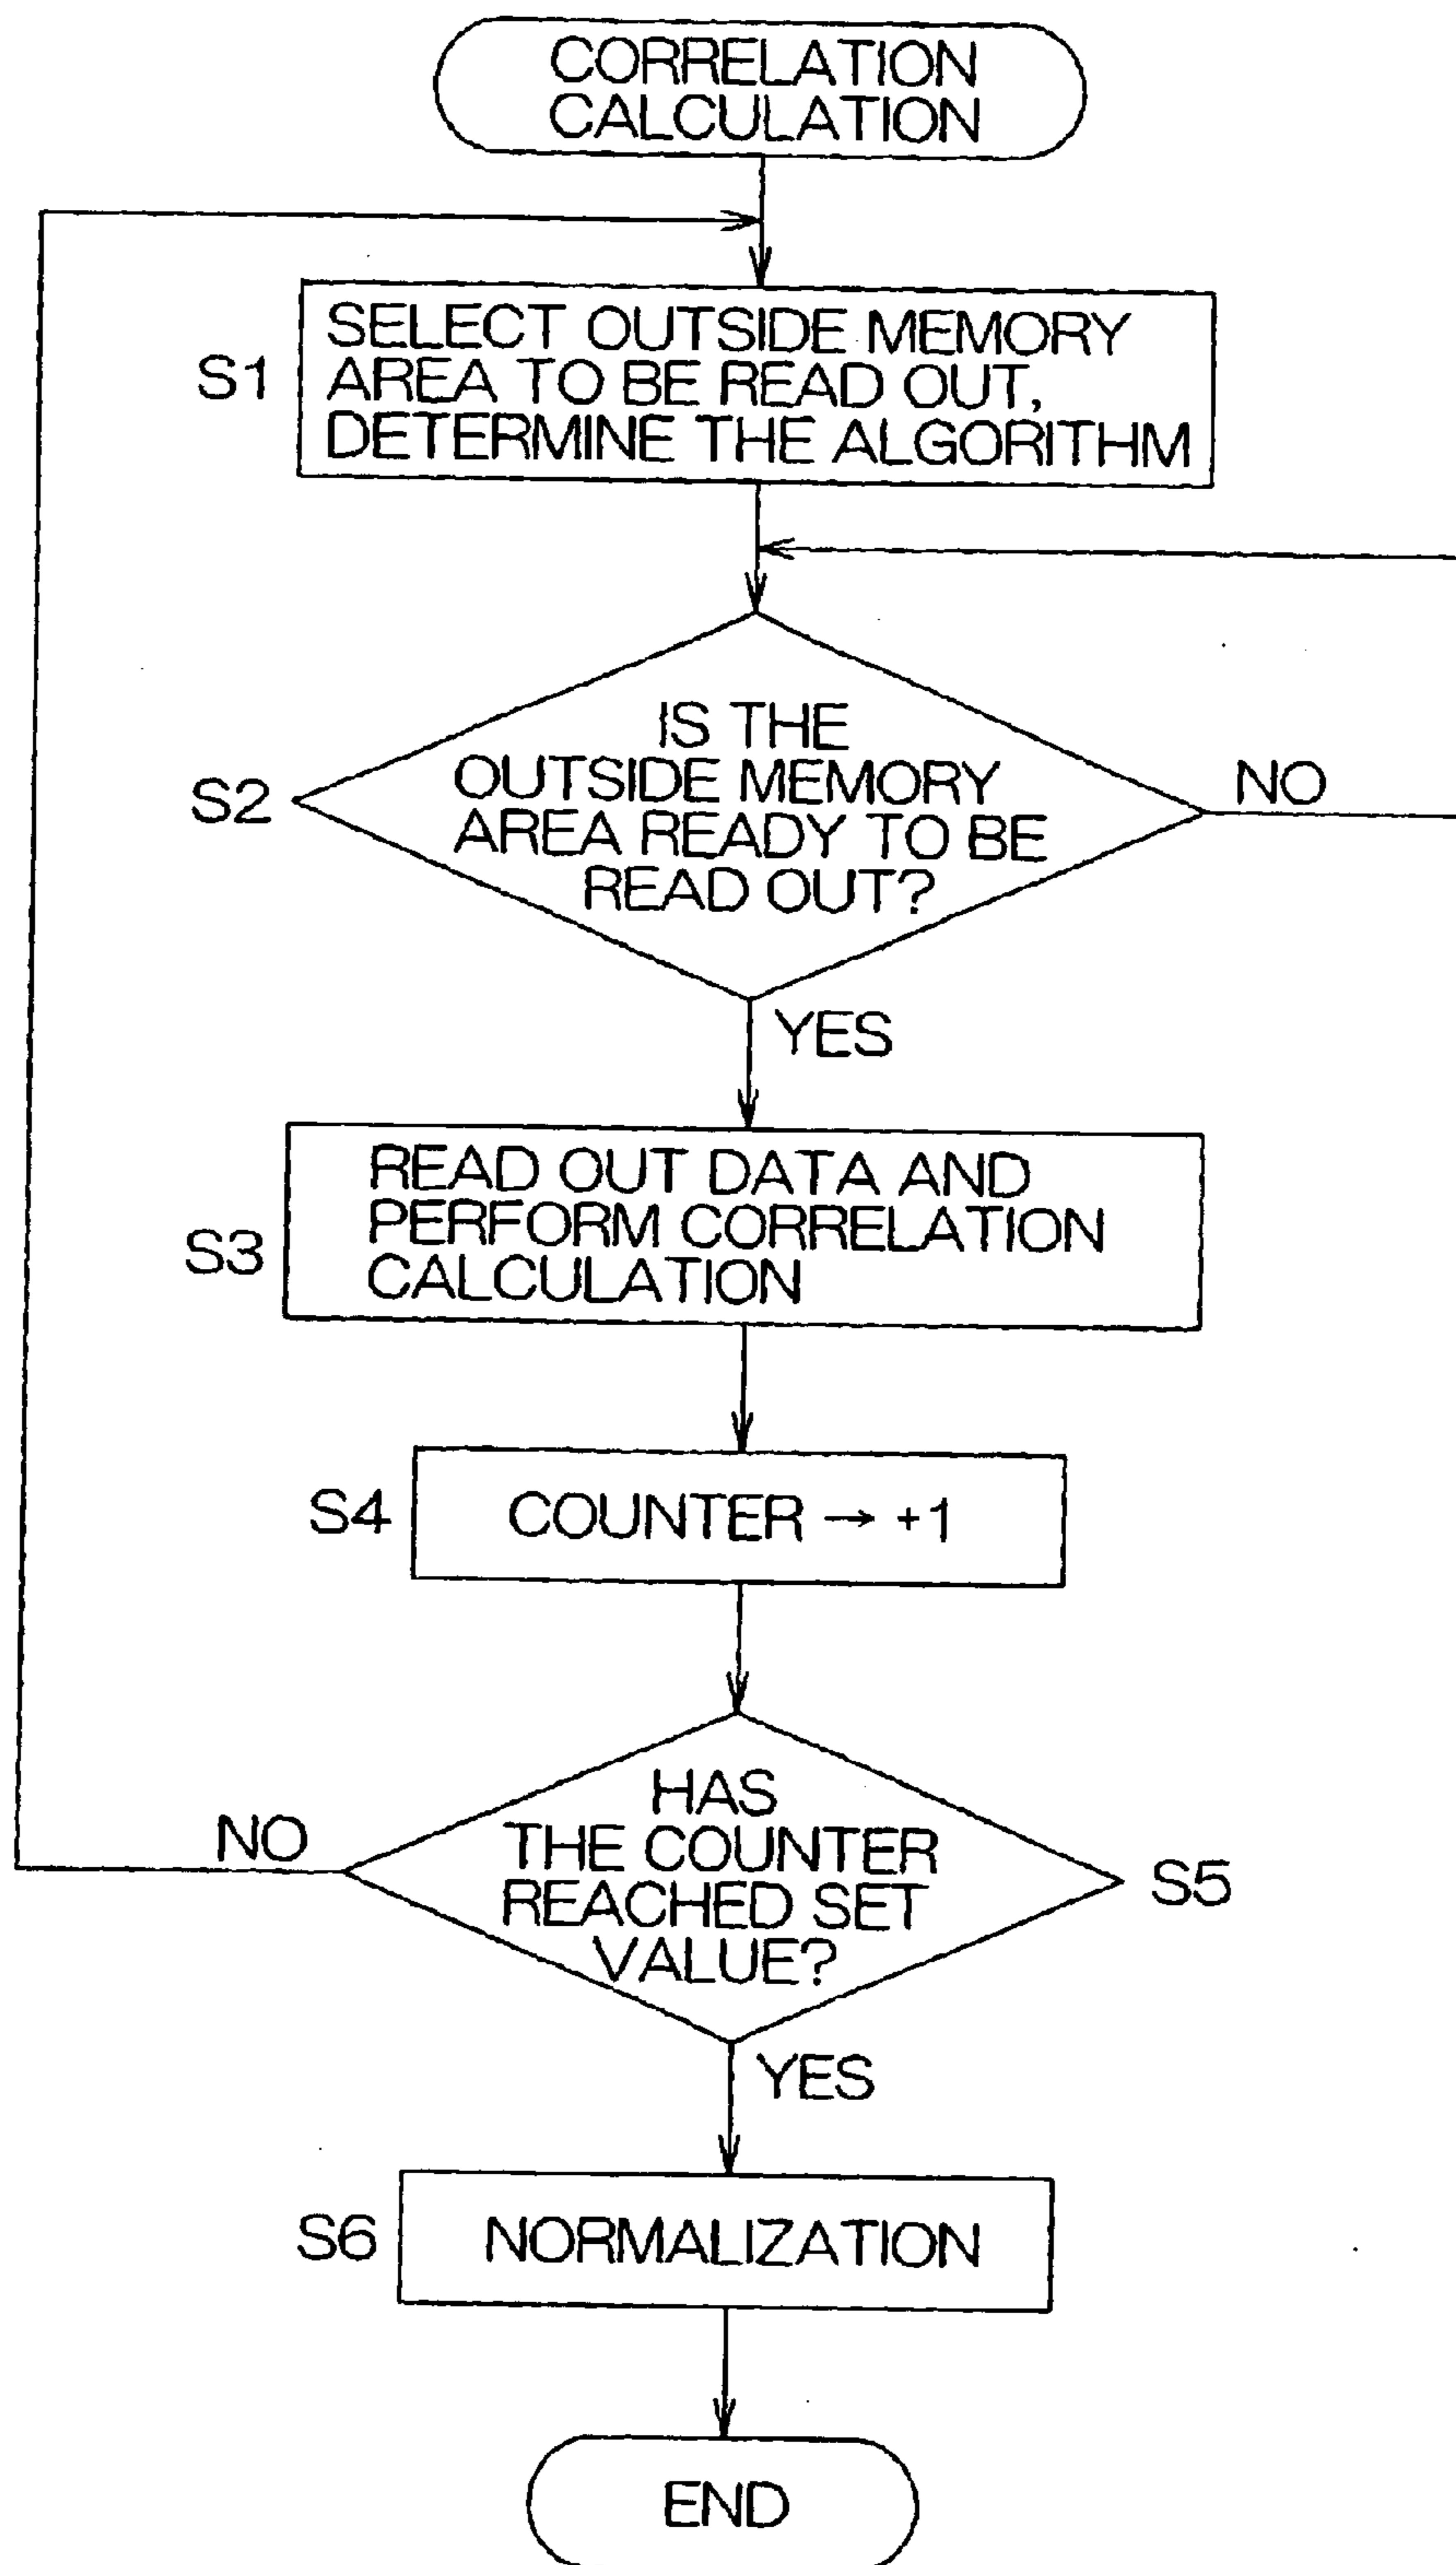 CORRELATION
CALCULATION
S1
SELECT OUTSIDE MEMORY
AREA TO BE READ OUT,
DETERMINE THE ALGORITHM
S2
IS THE
OUTSIDE MEMORY
AREA READY TO BE
READ OUT?
NO
YES
S3
READ OUT DATA AND
PERFORM CORRELATION
CALCULATION
S4
COUNTER → +1
NO
HAS
THE COUNTER
REACHED SET
VALUE?
S5
YES
S6
NORMALIZATION
END